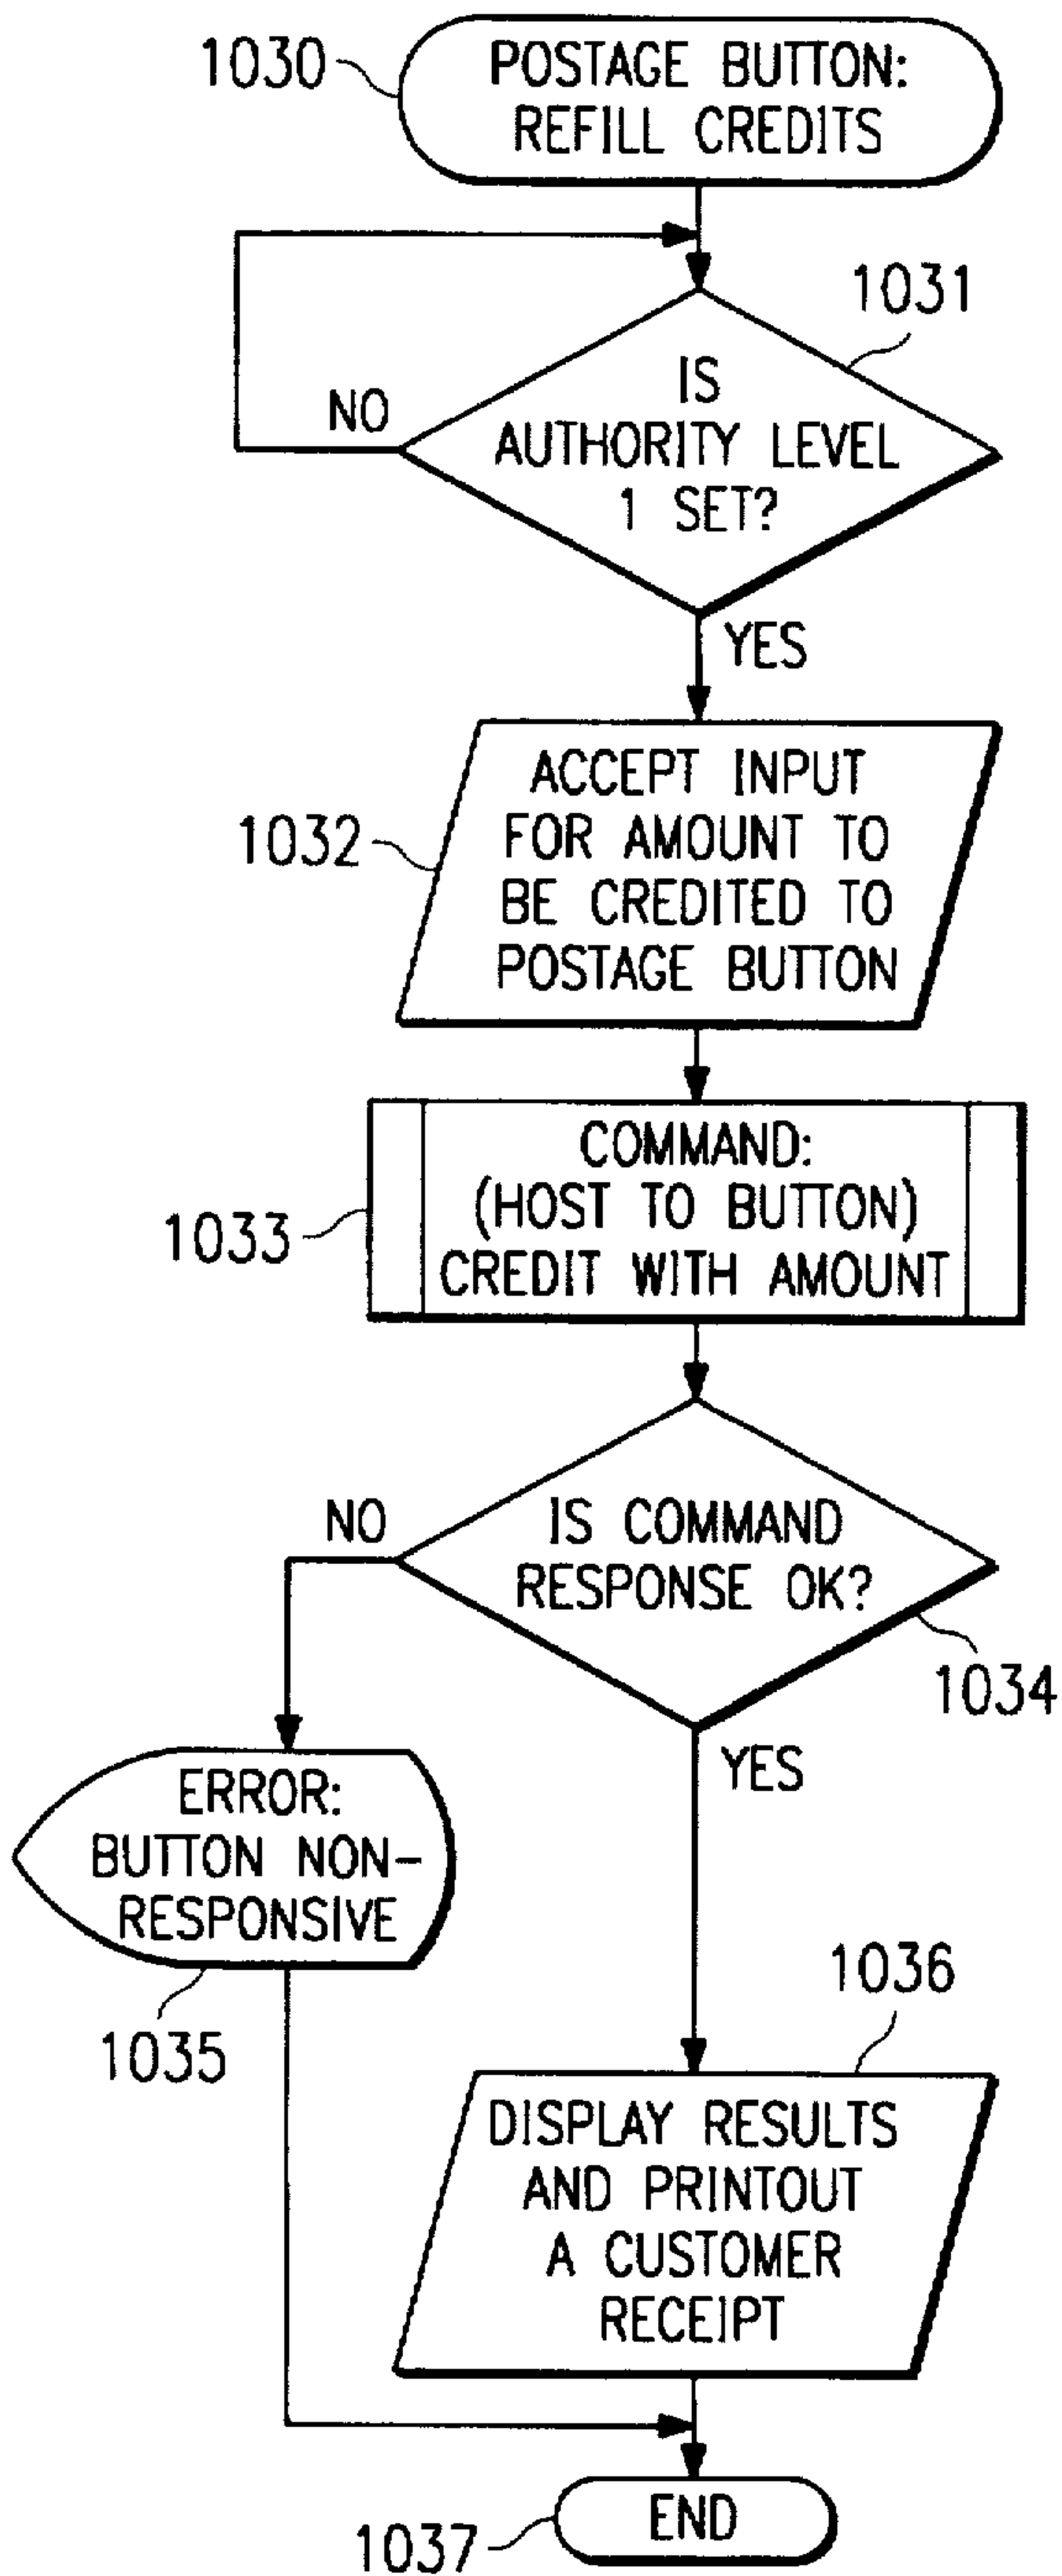 1030
POSTAGE BUTTON:
REFILL CREDITS
1031
NO
IS
AUTHORITY LEVEL
1 SET?
YES
1032
ACCEPT INPUT
FOR AMOUNT TO
BE CREDITED TO
POSTAGE BUTTON
1033
COMMAND:
(HOST TO BUTTON)
CREDIT WITH AMOUNT
NO
IS COMMAND
RESPONSE OK?
1034
YES
ERROR:
BUTTON NON-
RESPONSIVE
1035
1036
DISPLAY RESULTS
AND PRINTOUT
A CUSTOMER
RECEIPT
END
1037